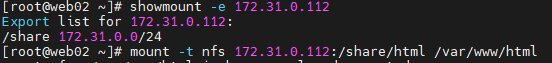 [root@web02 ~]# showmount -e 172.31.0.112
Export list for 172.31.0.112:
/share 172.31.0.0/24
[root@web02 ~]# mount -t nfs 172.31.0.112:/share/html /var/www/html